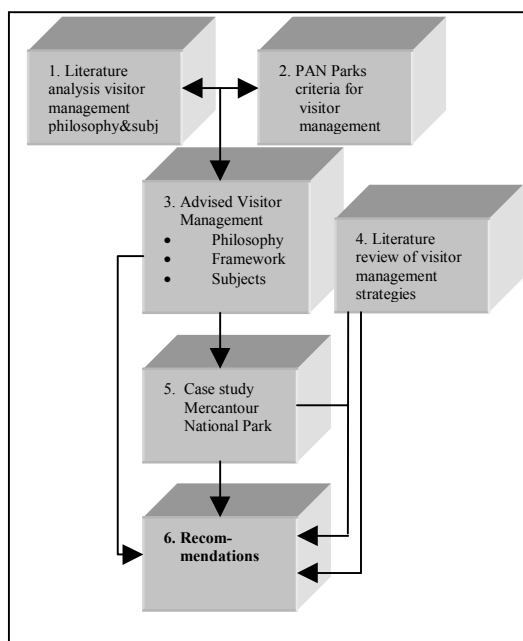 1. Literature
analysis visitor
management
philosophy&subj
2. PAN Parks
criteria for
visitor
management
3. Advised Visitor
Management
• Philosophy
• Framework
• Subjects
4. Literature
review of visitor
management
strategies
5. Case study
Mercantour
National Park
6. Recom-
mendations